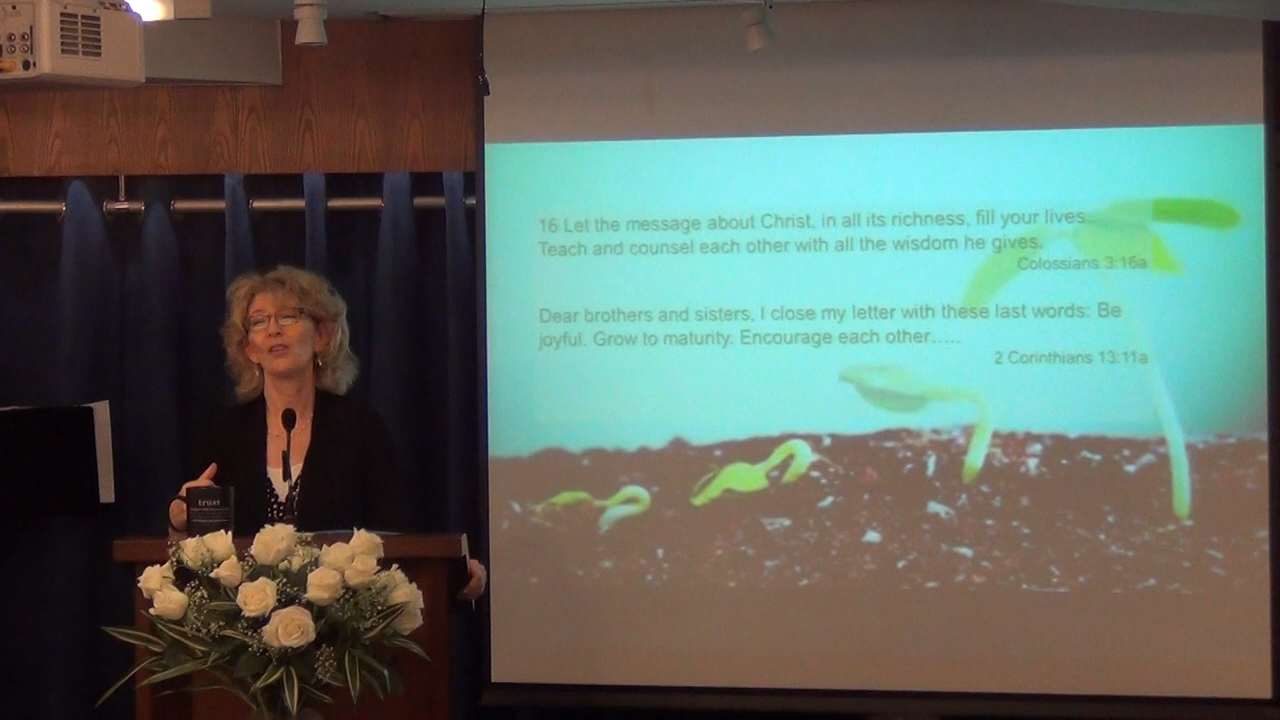 16 Let the message about Christ, in all its richness, fill your lives.
Teach and counsel each other with all the wisdom he gives.
Colossians 3:16a
Dear brothers and sisters, I close my letter with these last words: Be
joyful. Grow to maturity. Encourage each other…..
2 Corinthians 13:11a
trust